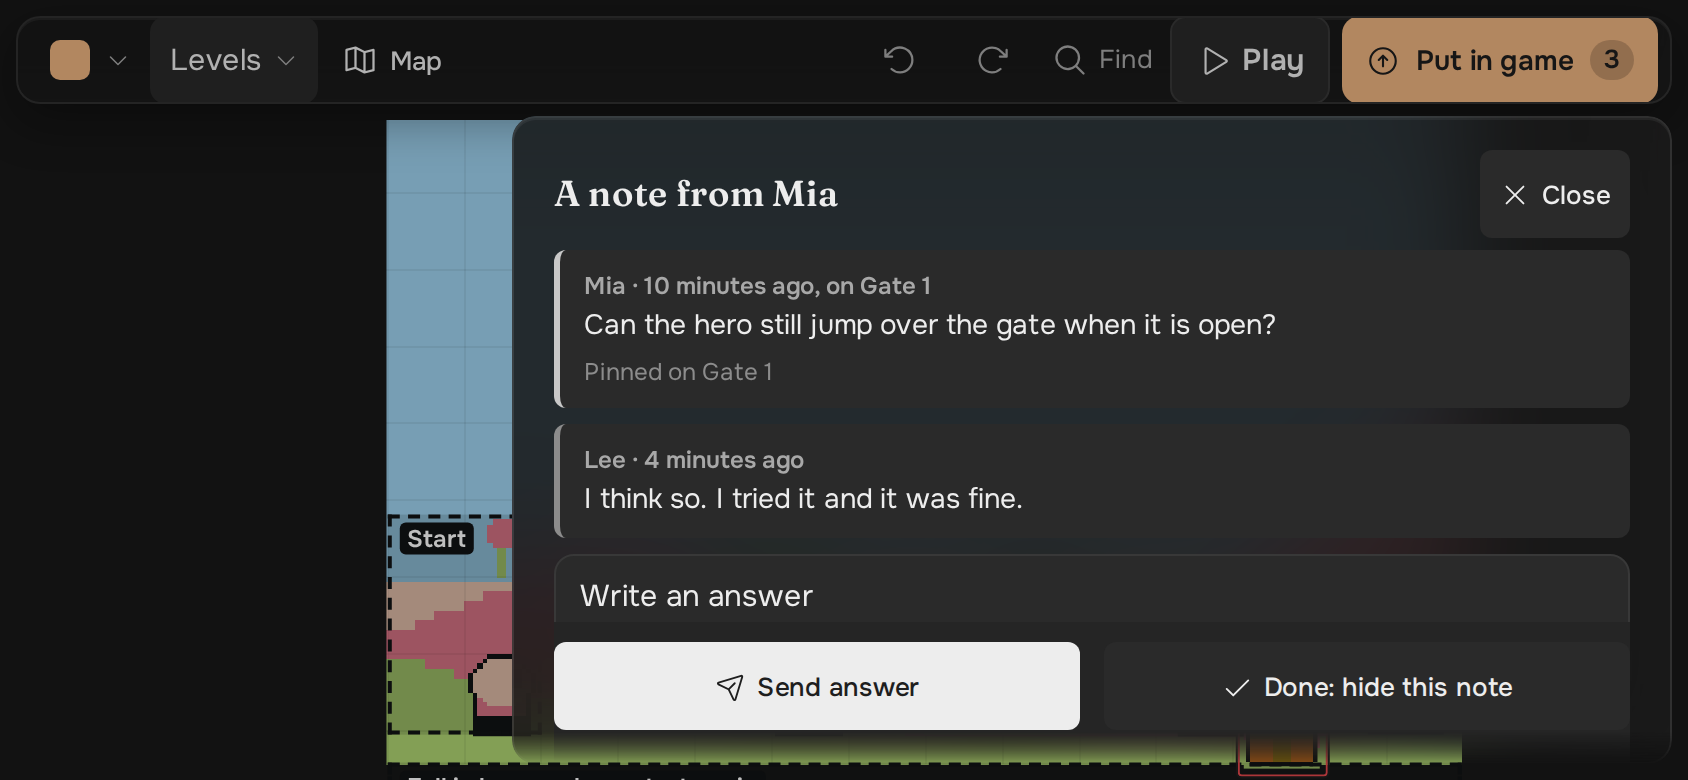 Levels
Map
Find
Play
Put in game 3
A note from Mia
Close
Mia · 10 minutes ago, on Gate 1
Can the hero still jump over the gate when it is open?
Pinned on Gate 1
Lee · 4 minutes ago
I think so. I tried it and it was fine.
Start
Write an answer
Send answer
Done: hide this note